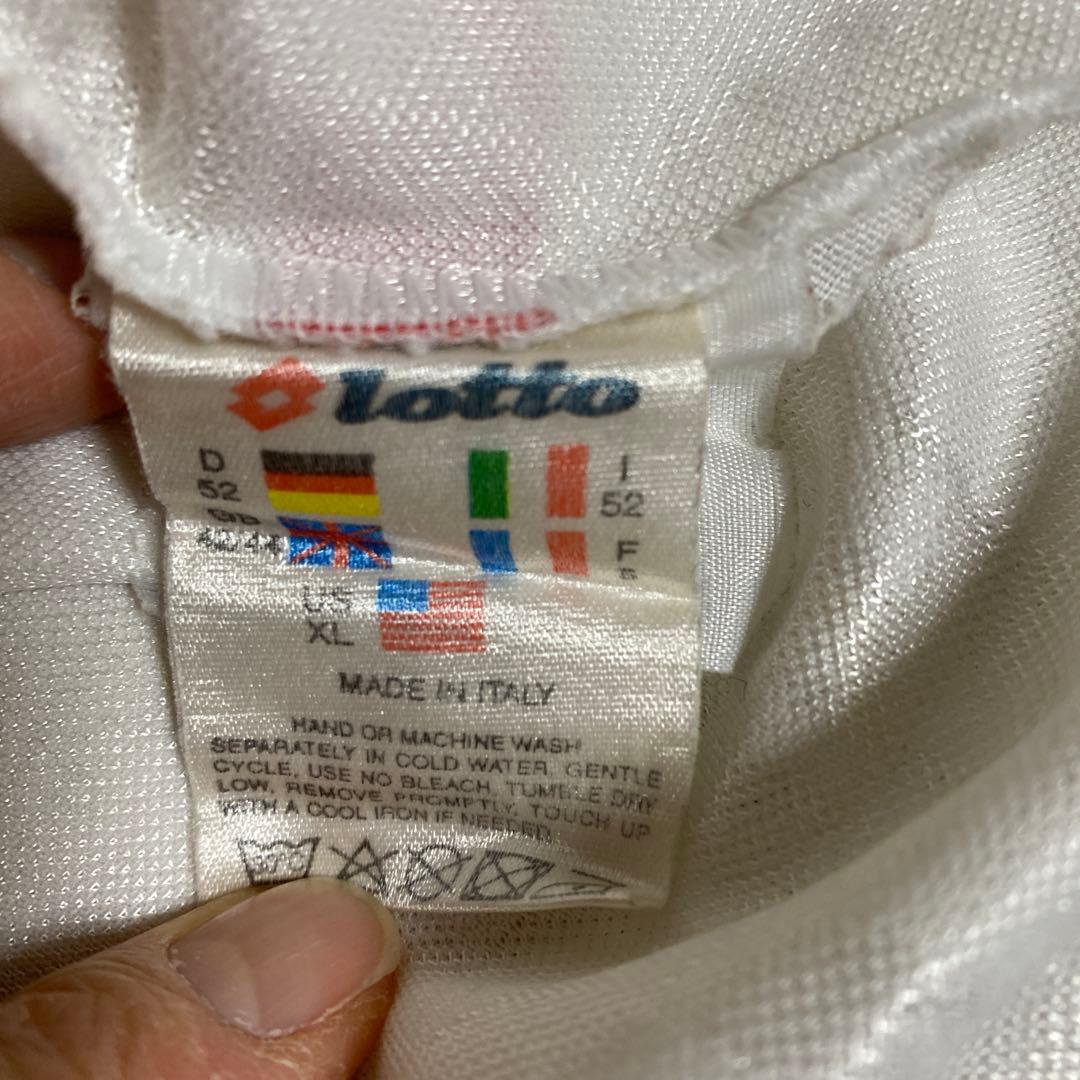 lotto
D
52
GB
42/44
I
52
F
US
XL
MADE IN ITALY
HAND OR MACHINE WASH
SEPARATELY IN COLD WATER, GENTLE
CYCLE, USE NO BLEACH, TUMBLE DRY
LOW, REMOVE PROMPTLY, TOUCH UP
WITH A COOL IRON IF NEEDED.